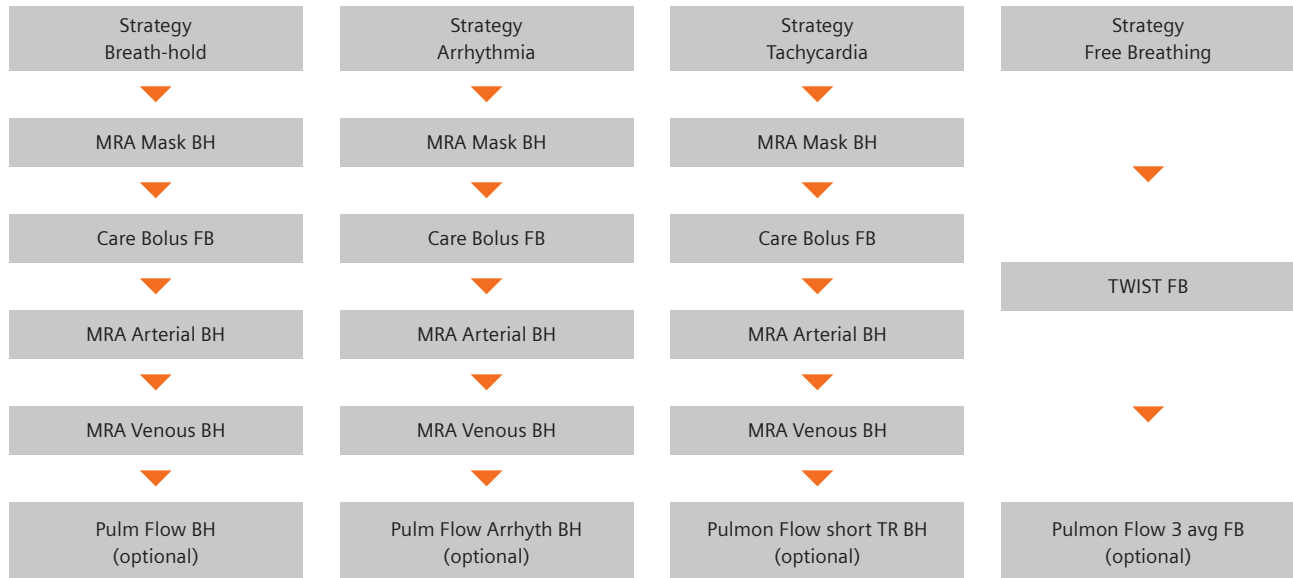 Strategy
Breath-hold
MRA Mask BH
Care Bolus FB
MRA Arterial BH
MRA Venous BH
Pulm Flow BH
(optional)
Strategy
Arrhythmia
MRA Mask BH
Care Bolus FB
MRA Arterial BH
MRA Venous BH
Pulm Flow Arrhyth BH
(optional)
Strategy
Tachycardia
MRA Mask BH
Care Bolus FB
MRA Arterial BH
MRA Venous BH
Pulmon Flow short TR BH
(optional)
Strategy
Free Breathing
TWIST FB
Pulmon Flow 3 avg FB
(optional)